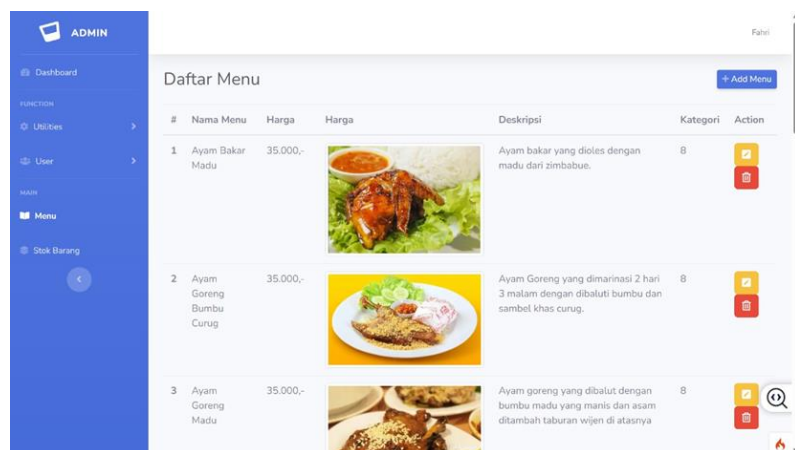 ADMIN
Fahri
Dashboard
Daftar Menu
+ Add Menu
FUNCTION
Utilities
User
MAIN
Menu
Stok Barang
# Nama Menu Harga Harga Deskripsi Kategori Action
1 Ayam Bakar 35.000,- Ayam bakar yang dioles dengan 8
Madu madu dari zimbabue.
2 Ayam 35.000,- Ayam Goreng yang dimarinasi 2 hari 8
Goreng 3 malam dengan dibaluti bumbu dan
Bumbu sambel khas curug.
Curug
3 Ayam 35.000,- Ayam goreng yang dibalut dengan 8
Goreng bumbu madu yang manis dan asam
Madu ditambah taburan wijen di atasnya